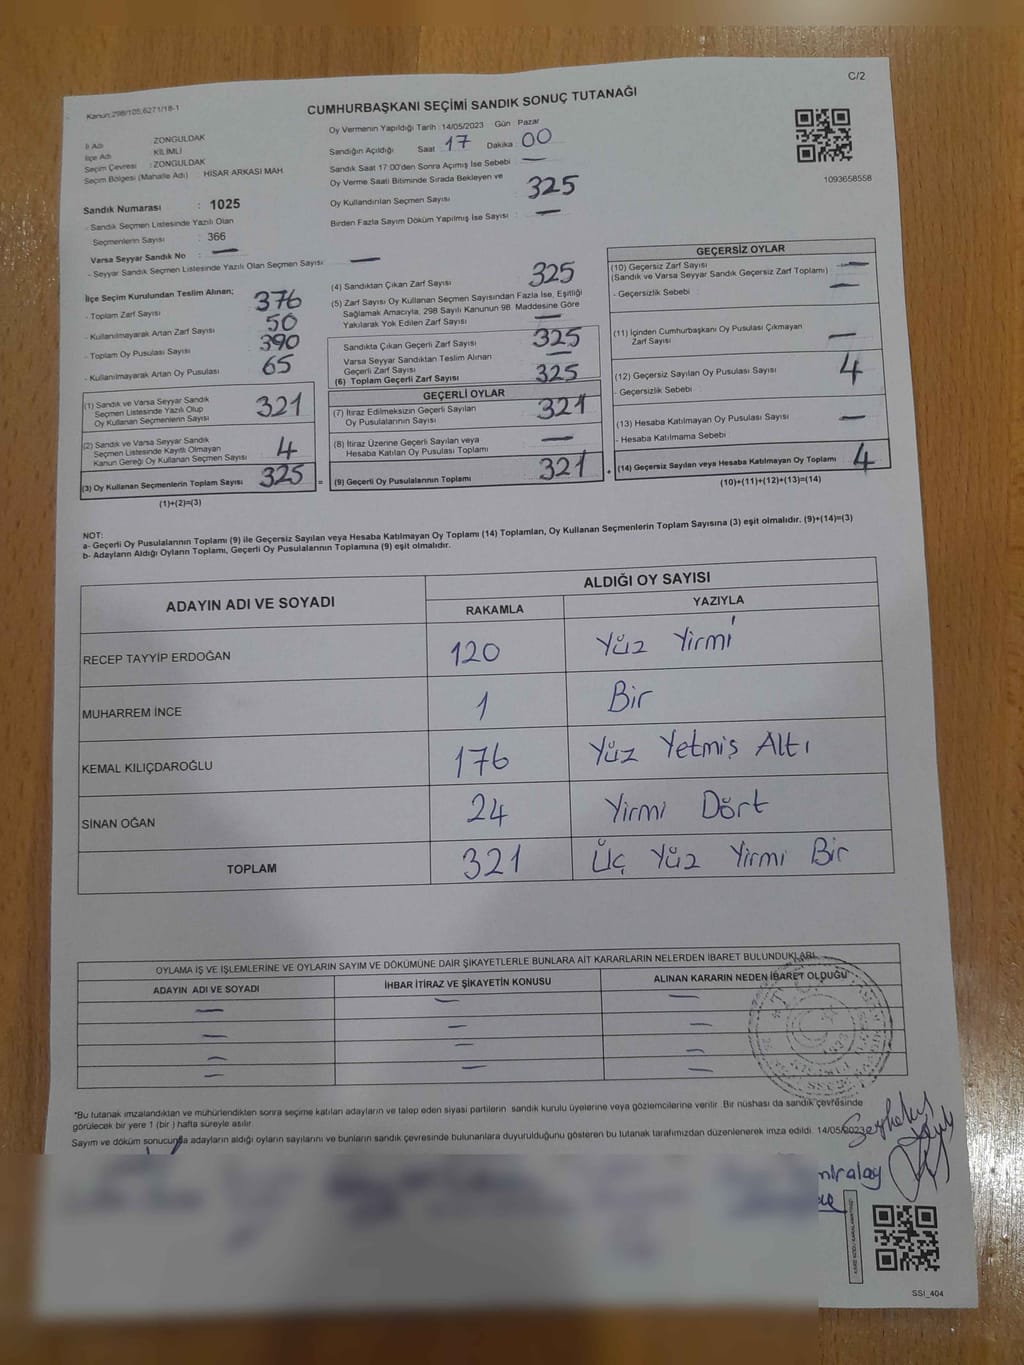 C/2
Kanun:298/105;6271/18-1
CUMHURBAŞKANI SEÇİMİ SANDIK SONUÇ TUTANAĞI
İl Adı ZONGULDAK
İlçe Adı KİLİMLİ
Seçim Çevresi : ZONGULDAK
Seçim Bölgesi (Mahalle Adı) : HİSAR ARKASI MAH
Sandık Numarası : 1025
- Sandık Seçmen Listesinde Yazılı Olan
Seçmenlerin Sayısı : 366
Varsa Seyyar Sandık No : —
- Seyyar Sandık Seçmen Listesinde Yazılı Olan Seçmen Sayısı —
Oy Vermenin Yapıldığı Tarih :14/05/2023 Gün : Pazar
Sandığın Açıldığı Saat 17 Dakika : 00
Sandık Saat 17:00'den Sonra Açımış İse Sebebi —
Oy Verme Saati Bitiminde Sırada Bekleyen ve
Oy Kullandırılan Seçmen Sayısı 325
Birden Fazla Sayım Döküm Yapılmış İse Sayısı : —
1093658558
İlçe Seçim Kurulundan Teslim Alınan;
- Toplam Zarf Sayısı 376
- Kullanılmayarak Artan Zarf Sayısı 50
- Toplam Oy Pusulası Sayısı 390
- Kullanılmayarak Artan Oy Pusulası 65
(1) Sandık ve Varsa Seyyar Sandık
Seçmen Listesinde Yazılı Olup
Oy Kullanan Seçmenlerin Sayısı 321
(2) Sandık ve Varsa Seyyar Sandık
Seçmen Listesinde Kayıtlı Olmayan
Kanun Gereği Oy Kullanan Seçmen Sayısı 4
(3) Oy Kullanan Seçmenlerin Toplam Sayısı 325 =
(1)+(2)=(3)
(4) Sandıktan Çıkan Zarf Sayısı 325
(5) Zarf Sayısı Oy Kullanan Seçmen Sayısından Fazla İse, Eşitliği
Sağlamak Amacıyla, 298 Sayılı Kanunun 98. Maddesine Göre
Yakılarak Yok Edilen Zarf Sayısı —
Sandıkta Çıkan Geçerli Zarf Sayısı 325
Varsa Seyyar Sandıktan Teslim Alınan
Geçerli Zarf Sayısı —
(6) Toplam Geçerli Zarf Sayısı 325
GEÇERLİ OYLAR
(7) İtiraz Edilmeksizin Geçerli Sayılan
Oy Pusulalarının Sayısı 321
(8) İtiraz Üzerine Geçerli Sayılan veya
Hesaba Katılan Oy Pusulası Toplamı —
(9) Geçerli Oy Pusulalarının Toplamı 321 +
GEÇERSİZ OYLAR
(10) Geçersiz Zarf Sayısı —
(Sandık ve Varsa Seyyar Sandık Geçersiz Zarf Toplamı)
- Geçersizlik Sebebi —
(11) İçinden Cumhurbaşkanı Oy Pusulası Çıkmayan
Zarf Sayısı —
(12) Geçersiz Sayılan Oy Pusulası Sayısı 4
- Geçersizlik Sebebi
(13) Hesaba Katılmayan Oy Pusulası Sayısı —
- Hesaba Katılmama Sebebi
(14) Geçersiz Sayılan veya Hesaba Katılmayan Oy Toplamı 4
(10)+(11)+(12)+(13)=(14)
NOT:
a- Geçerli Oy Pusulalarının Toplamı (9) ile Geçersiz Sayılan veya Hesaba Katılmayan Oy Toplamı (14) Toplamları, Oy Kullanan Seçmenlerin Toplam Sayısına (3) eşit olmalıdır. (9)+(14)=(3)
b- Adayların Aldığı Oyların Toplamı, Geçerli Oy Pusulalarının Toplamına (9) eşit olmalıdır.
ADAYIN ADI VE SOYADI ALDIĞI OY SAYISI
RAKAMLA YAZIYLA
RECEP TAYYİP ERDOĞAN 120 Yüz Yirmi
MUHARREM İNCE 1 Bir
KEMAL KILIÇDAROĞLU 176 Yüz Yetmiş Altı
SİNAN OĞAN 24 Yirmi Dört
TOPLAM 321 Üç Yüz Yirmi Bir
OYLAMA İŞ VE İŞLEMLERİNE VE OYLARIN SAYIM VE DÖKÜMÜNE DAİR ŞİKAYETLERLE BUNLARA AİT KARARLARIN NELERDEN İBARET BULUNDUKLARI
ADAYIN ADI VE SOYADI İHBAR İTİRAZ VE ŞİKAYETİN KONUSU ALINAN KARARIN NEDEN İBARET OLDUĞU
— — —
— — —
— — —
— — —
*Bu tutanak imzalandıktan ve mühürlendikten sonra seçime katılan adayların ve talep eden siyasi partilerin sandık kurulu üyelerine veya gözlemcilerine verilir. Bir nüshası da sandık çevresinde
görülecek bir yere 1 (bir ) hafta süreyle asılır.
Sayım ve döküm sonucunda adayların aldığı oyların sayılarını ve bunların sandık çevresinde bulunanlara duyurulduğunu gösteren bu tutanak tarafımızdan düzenlenerek imza edildi. 14/05/2023
SSI_404